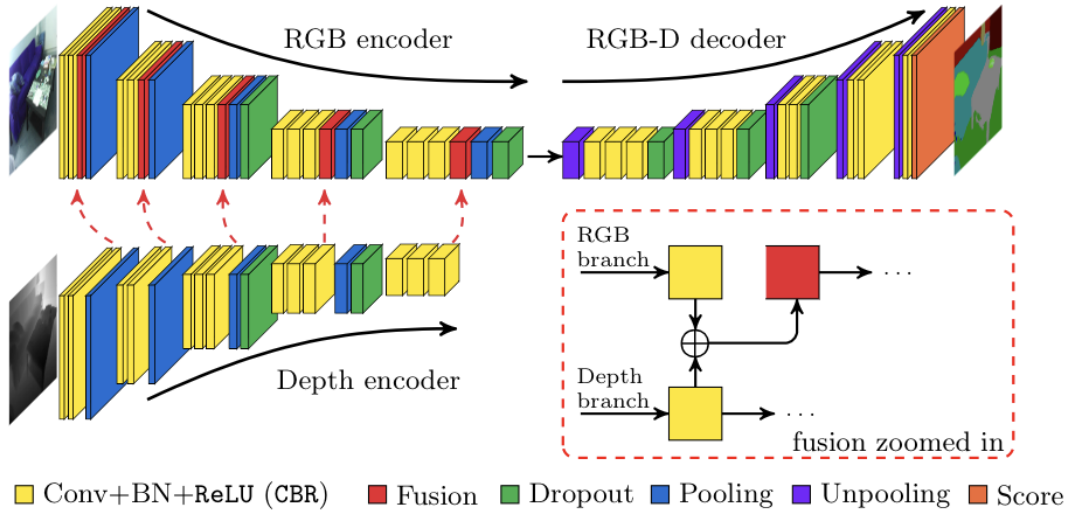 RGB encoder
RGB-D decoder
RGB
branch
. . .
Depth encoder
Depth
branch
. . .
fusion zoomed in
Conv+BN+ReLU (CBR) Fusion Dropout Pooling Unpooling Score